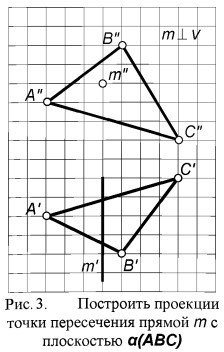 B" m⊥v
m"
A"
C"
C'
A'
m' B'
Рис. 3. Построить проекции
точки пересечения прямой m с
плоскостью α(ABC)